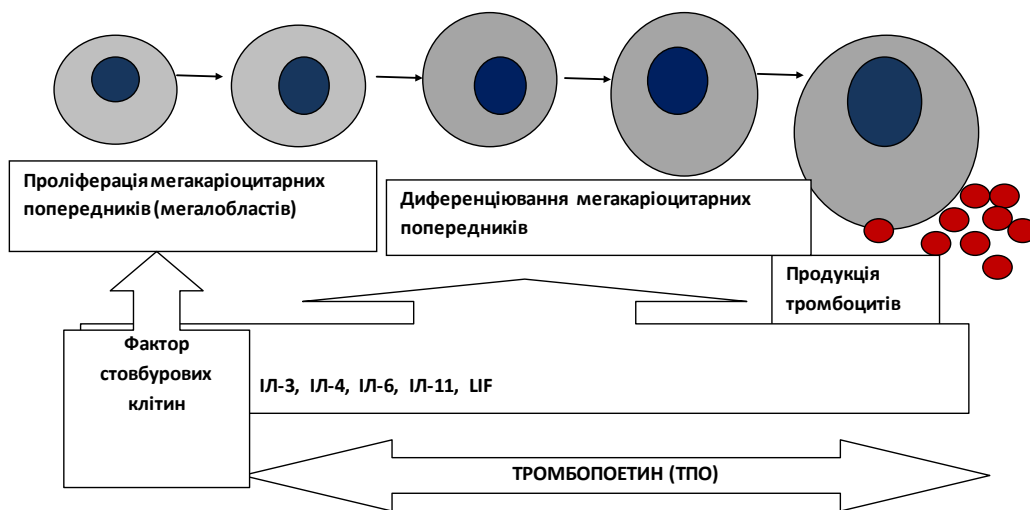 Проліферація мегакаріоцитарних
попередників (мегалобластів)
Диференціювання мегакаріоцитарних
попередників
Продукція
тромбоцитів
Фактор
стовбурових
клітин
ІЛ-3, ІЛ-4, ІЛ-6, ІЛ-11, LIF
ТРОМБОПОЕТИН (ТПО)